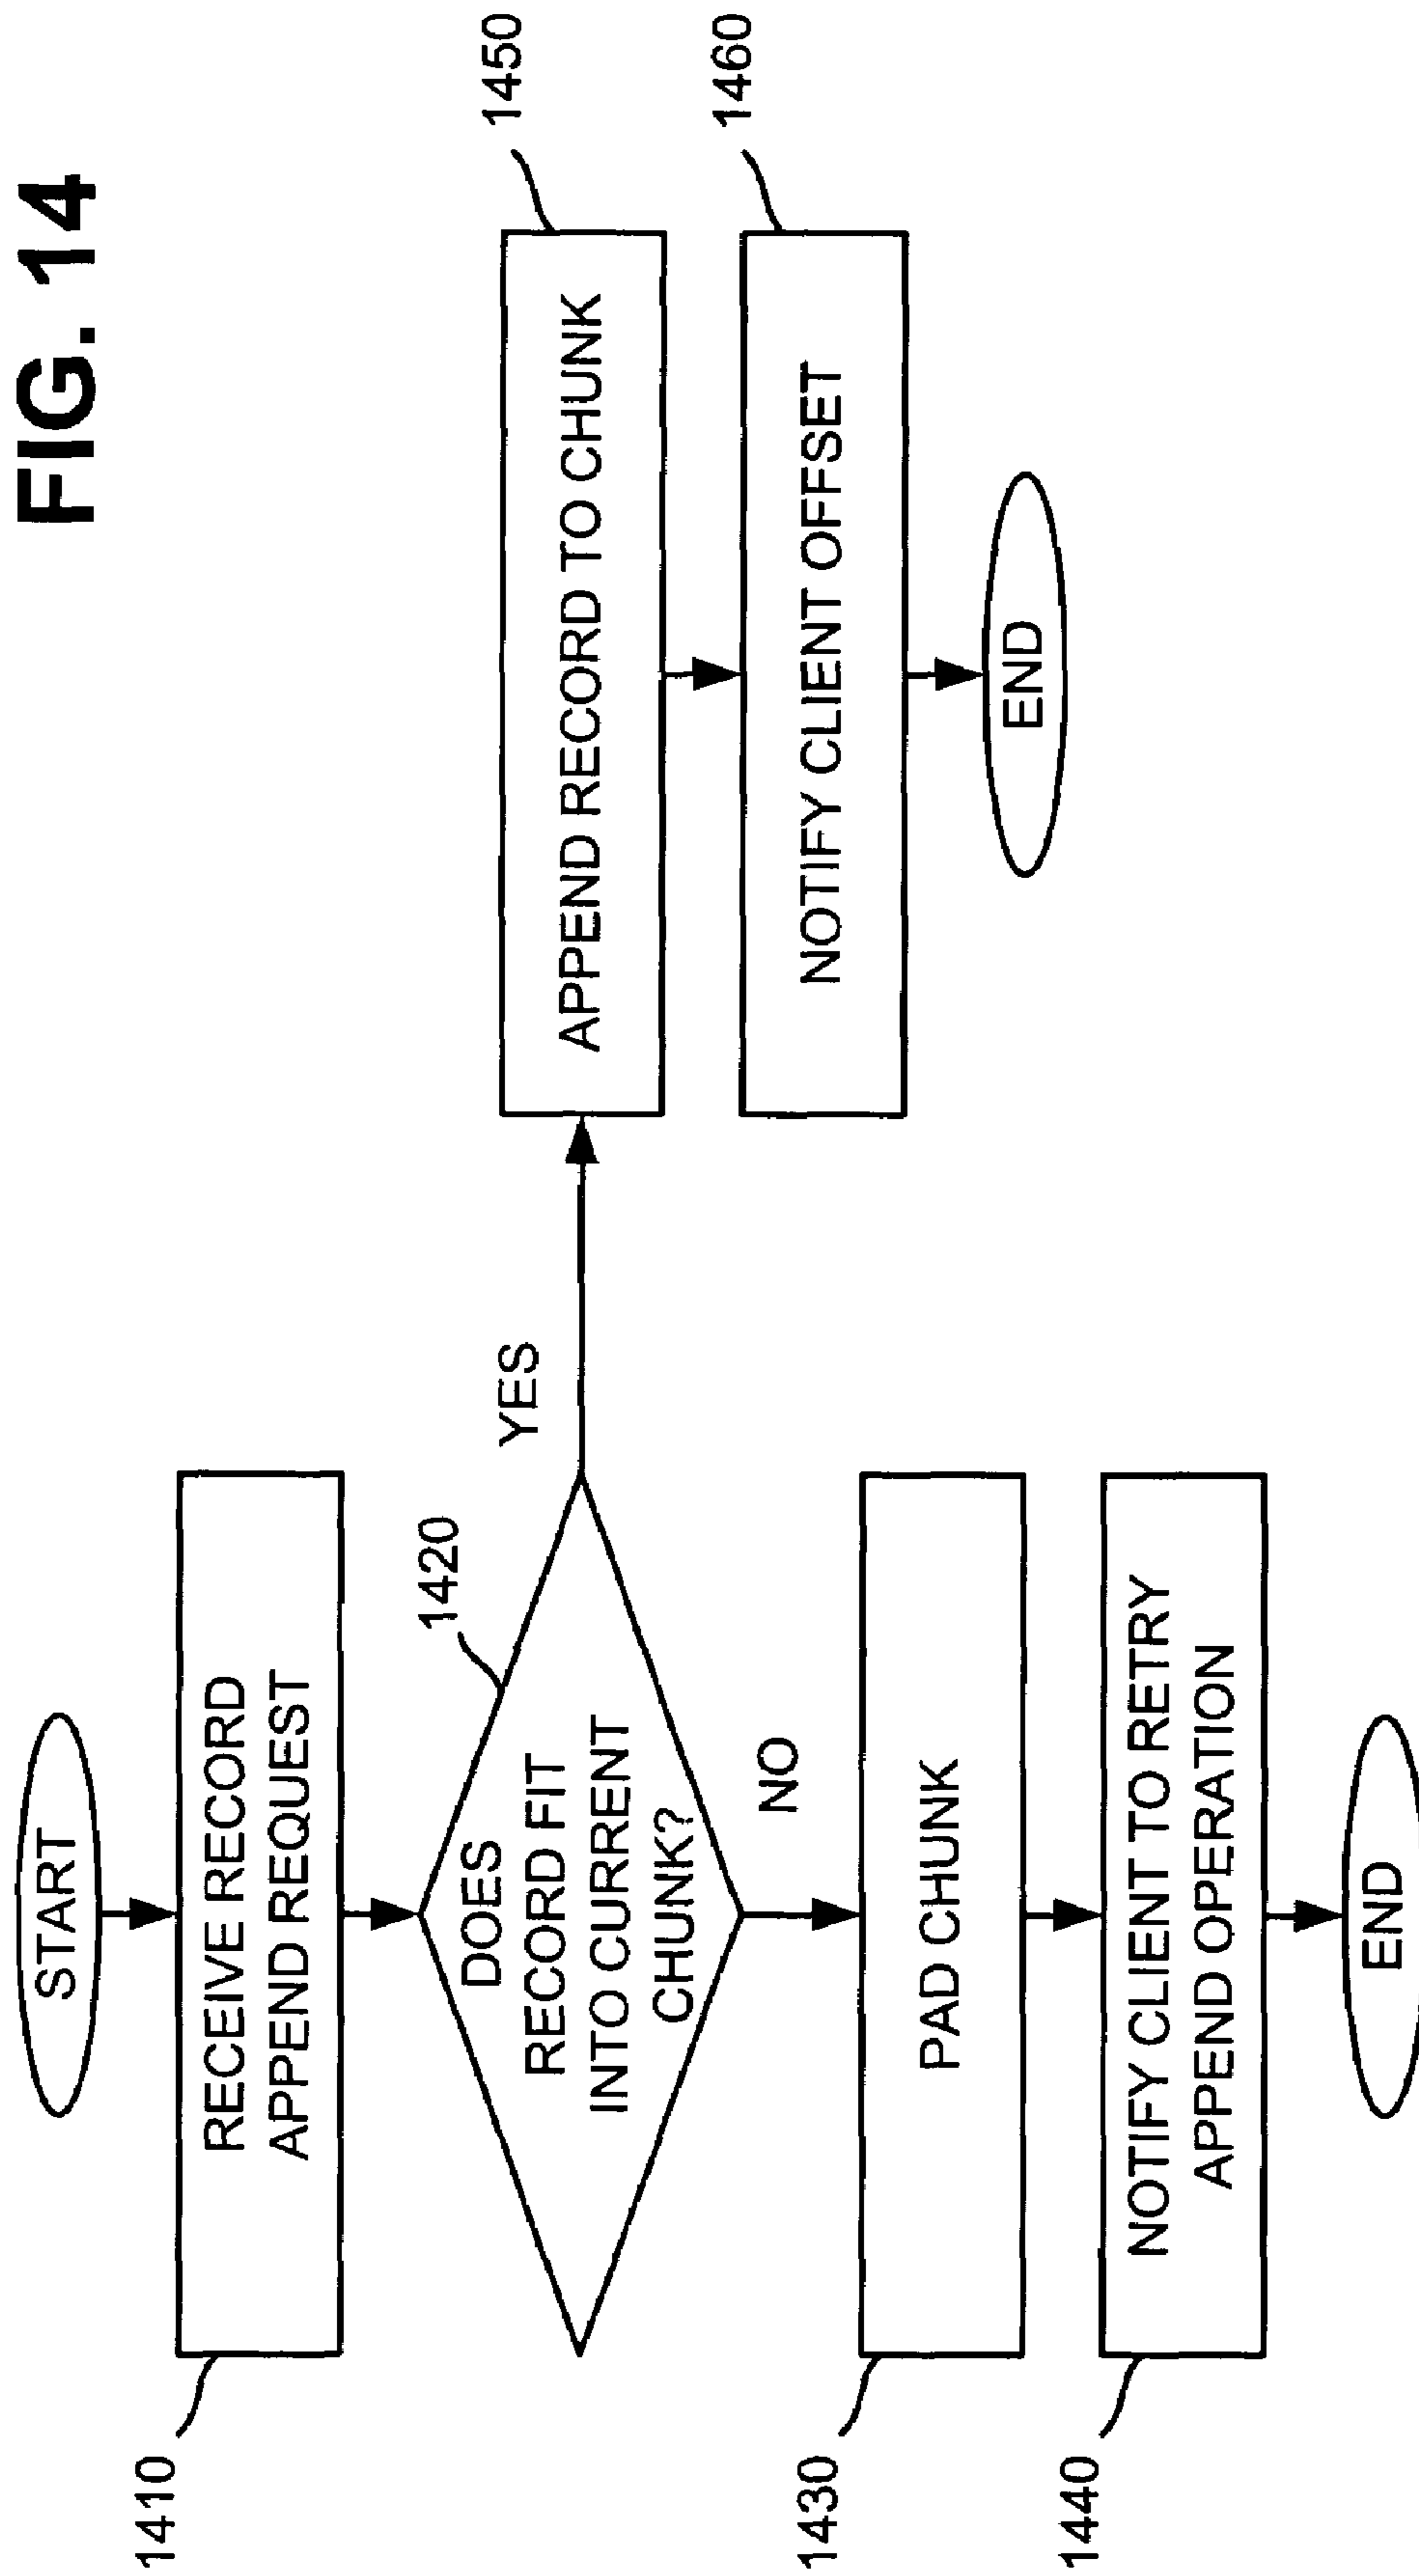 FIG. 14
START
1410
RECEIVE RECORD
APPEND REQUEST
1420
DOES
RECORD FIT
INTO CURRENT
CHUNK?
YES
1450
APPEND RECORD TO CHUNK
1460
NOTIFY CLIENT OFFSET
END
NO
1430
PAD CHUNK
1440
NOTIFY CLIENT TO RETRY
APPEND OPERATION
END